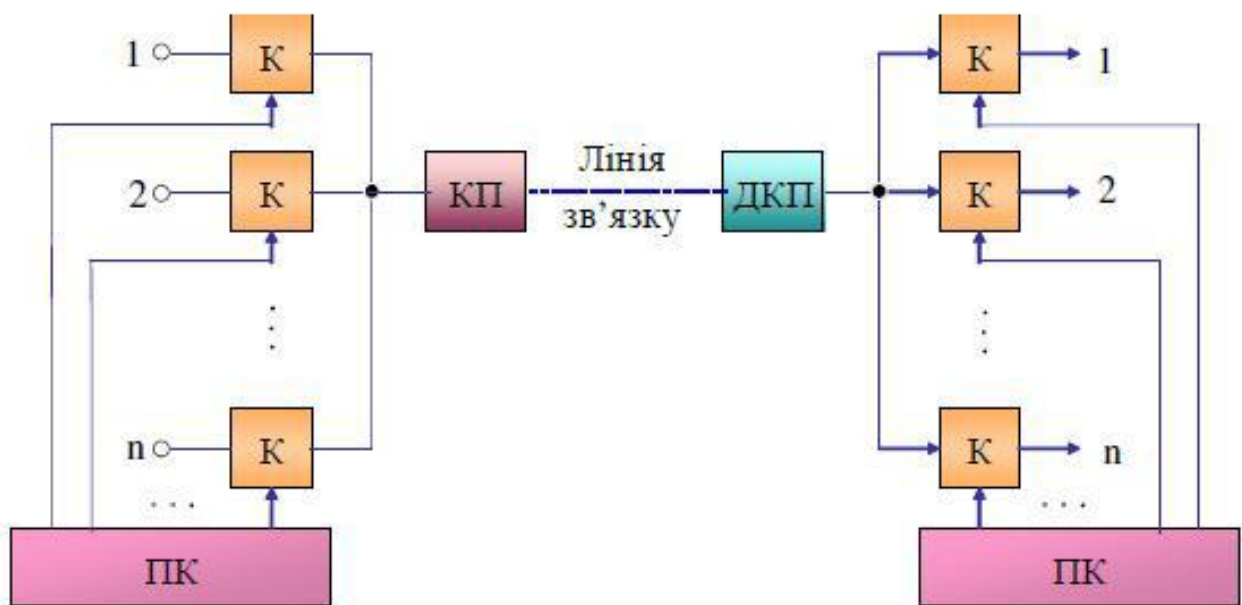 1 К К 1
2 К КП Лінія зв’язку ДКП К 2
. . . . . .
n К К n
. . . . . .
ПК ПК